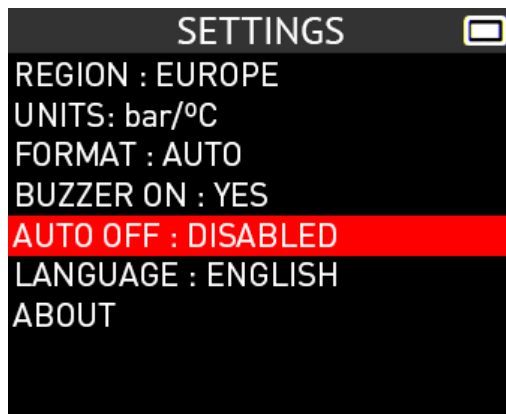 SETTINGS
REGION : EUROPE
UNITS: bar/ºC
FORMAT : AUTO
BUZZER ON : YES
AUTO OFF : DISABLED
LANGUAGE : ENGLISH
ABOUT